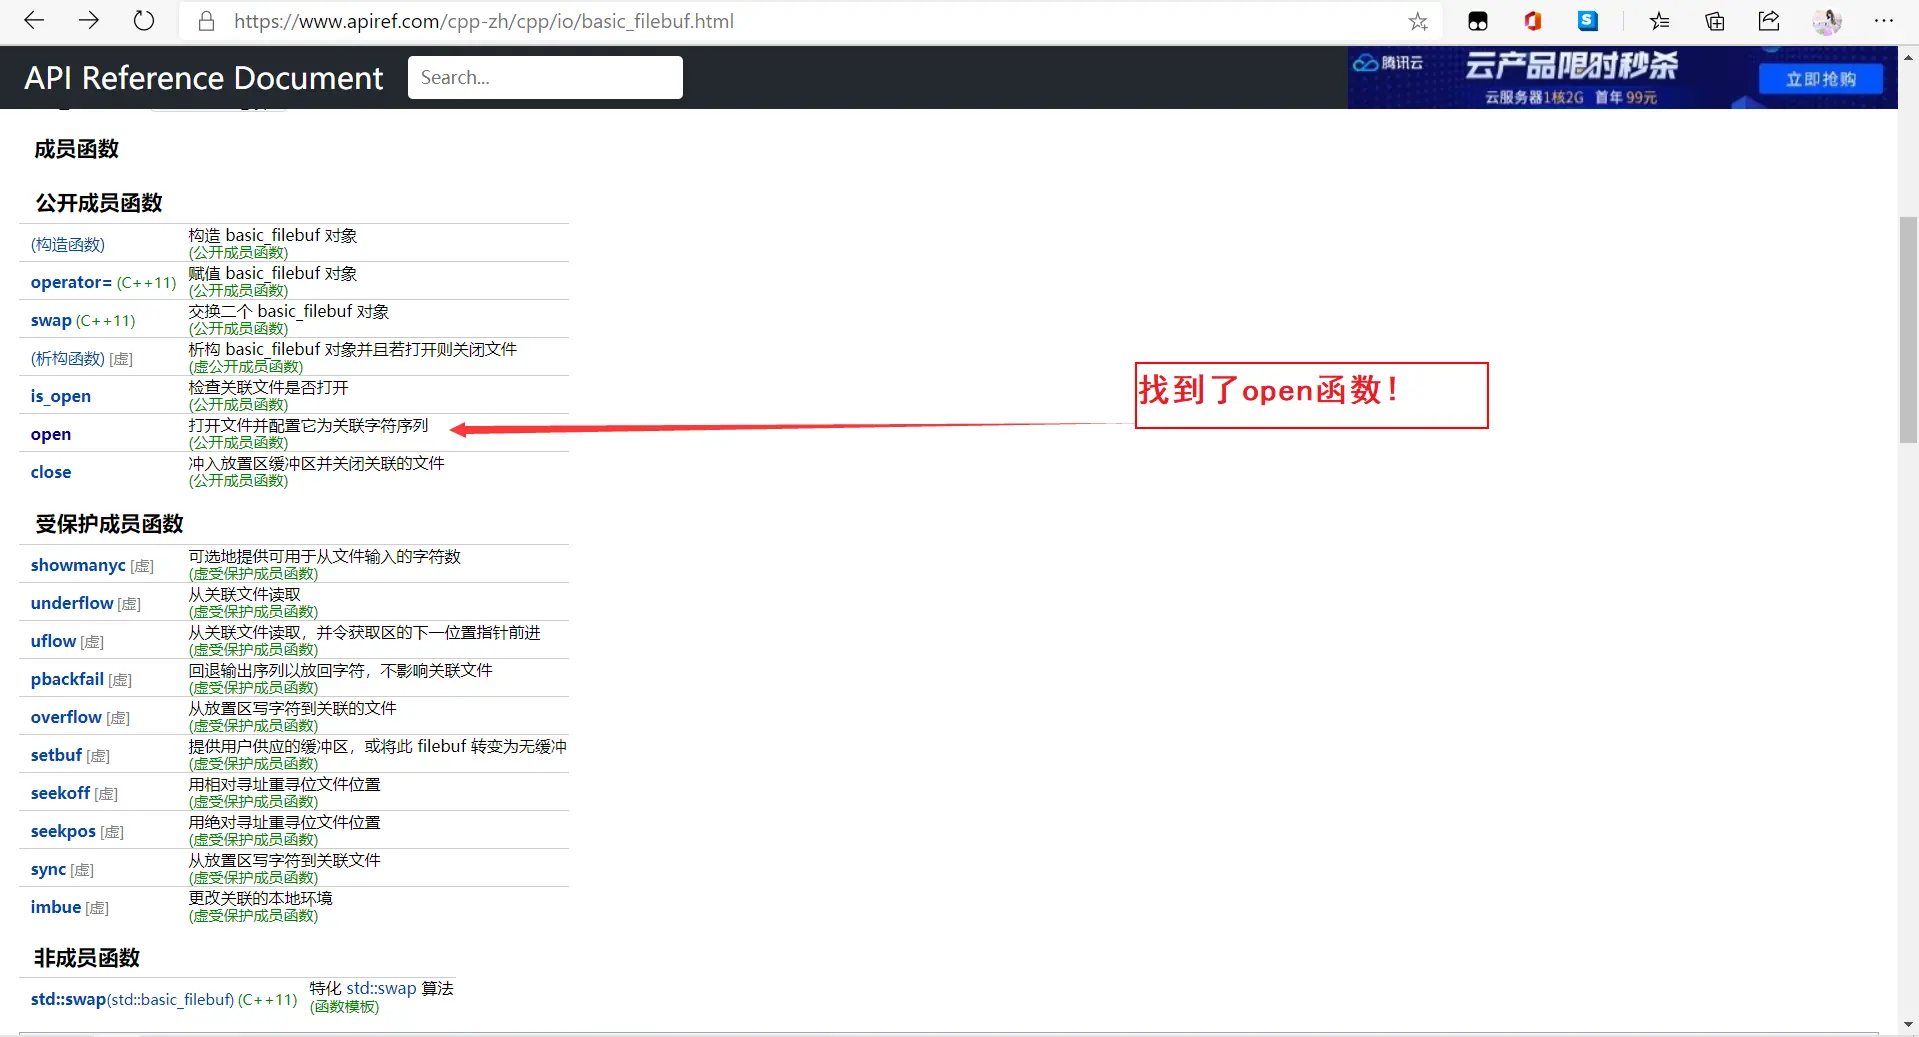 https://www.apiref.com/cpp-zh/cpp/io/basic_filebuf.html
API Reference Document
Search...
腾讯云
云产品限时秒杀
云服务器1核2G 首年 99元
立即抢购
成员函数
公开成员函数
(构造函数) 构造 basic_filebuf 对象
(公开成员函数)
operator= (C++11) 赋值 basic_filebuf 对象
(公开成员函数)
swap (C++11) 交换二个 basic_filebuf 对象
(公开成员函数)
(析构函数) [虚] 析构 basic_filebuf 对象并且若打开则关闭文件
(虚公开成员函数)
is_open 检查关联文件是否打开
(公开成员函数)
open 打开文件并配置它为关联字符序列
(公开成员函数)
找到了open函数！
close 冲入放置区缓冲区并关闭关联的文件
(公开成员函数)
受保护成员函数
showmanyc [虚] 可选地提供可用于从文件输入的字符数
(虚受保护成员函数)
underflow [虚] 从关联文件读取
(虚受保护成员函数)
uflow [虚] 从关联文件读取，并令获取区的下一位置指针前进
(虚受保护成员函数)
pbackfail [虚] 回退输出序列以放回字符，不影响关联文件
(虚受保护成员函数)
overflow [虚] 从放置区写字符到关联的文件
(虚受保护成员函数)
setbuf [虚] 提供用户供应的缓冲区，或将此 filebuf 转变为无缓冲
(虚受保护成员函数)
seekoff [虚] 用相对寻址重寻位文件位置
(虚受保护成员函数)
seekpos [虚] 用绝对寻址重寻位文件位置
(虚受保护成员函数)
sync [虚] 从放置区写字符到关联文件
(虚受保护成员函数)
imbue [虚] 更改关联的本地环境
(虚受保护成员函数)
非成员函数
std::swap(std::basic_filebuf) (C++11) 特化 std::swap 算法
(函数模板)